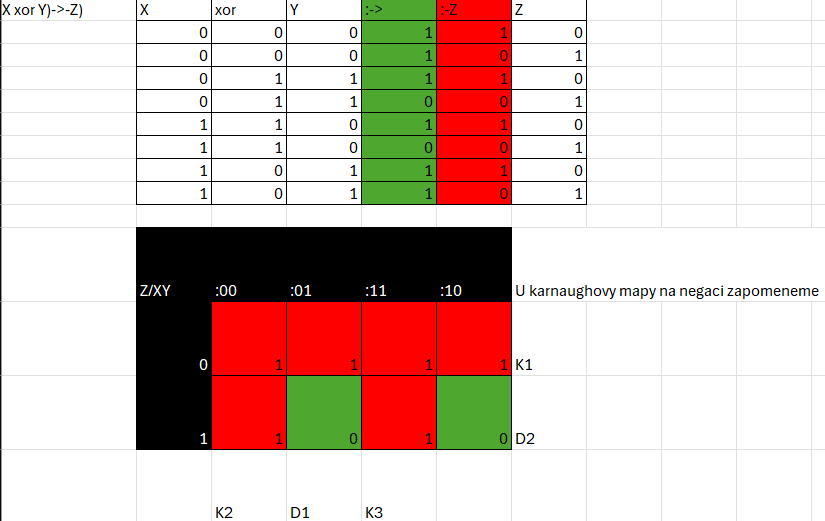 X xor Y)->-Z) X xor Y :-> :-Z Z
0 0 0 1 1 0
0 0 0 1 0 1
0 1 1 1 1 0
0 1 1 0 0 1
1 1 0 1 1 0
1 1 0 0 0 1
1 0 1 1 1 0
1 0 1 1 0 1
Z/XY :00 :01 :11 :10 U karnaughovy mapy na negaci zapomeneme
0 1 1 1 1 K1
1 1 0 1 0 D2
K2 D1 K3